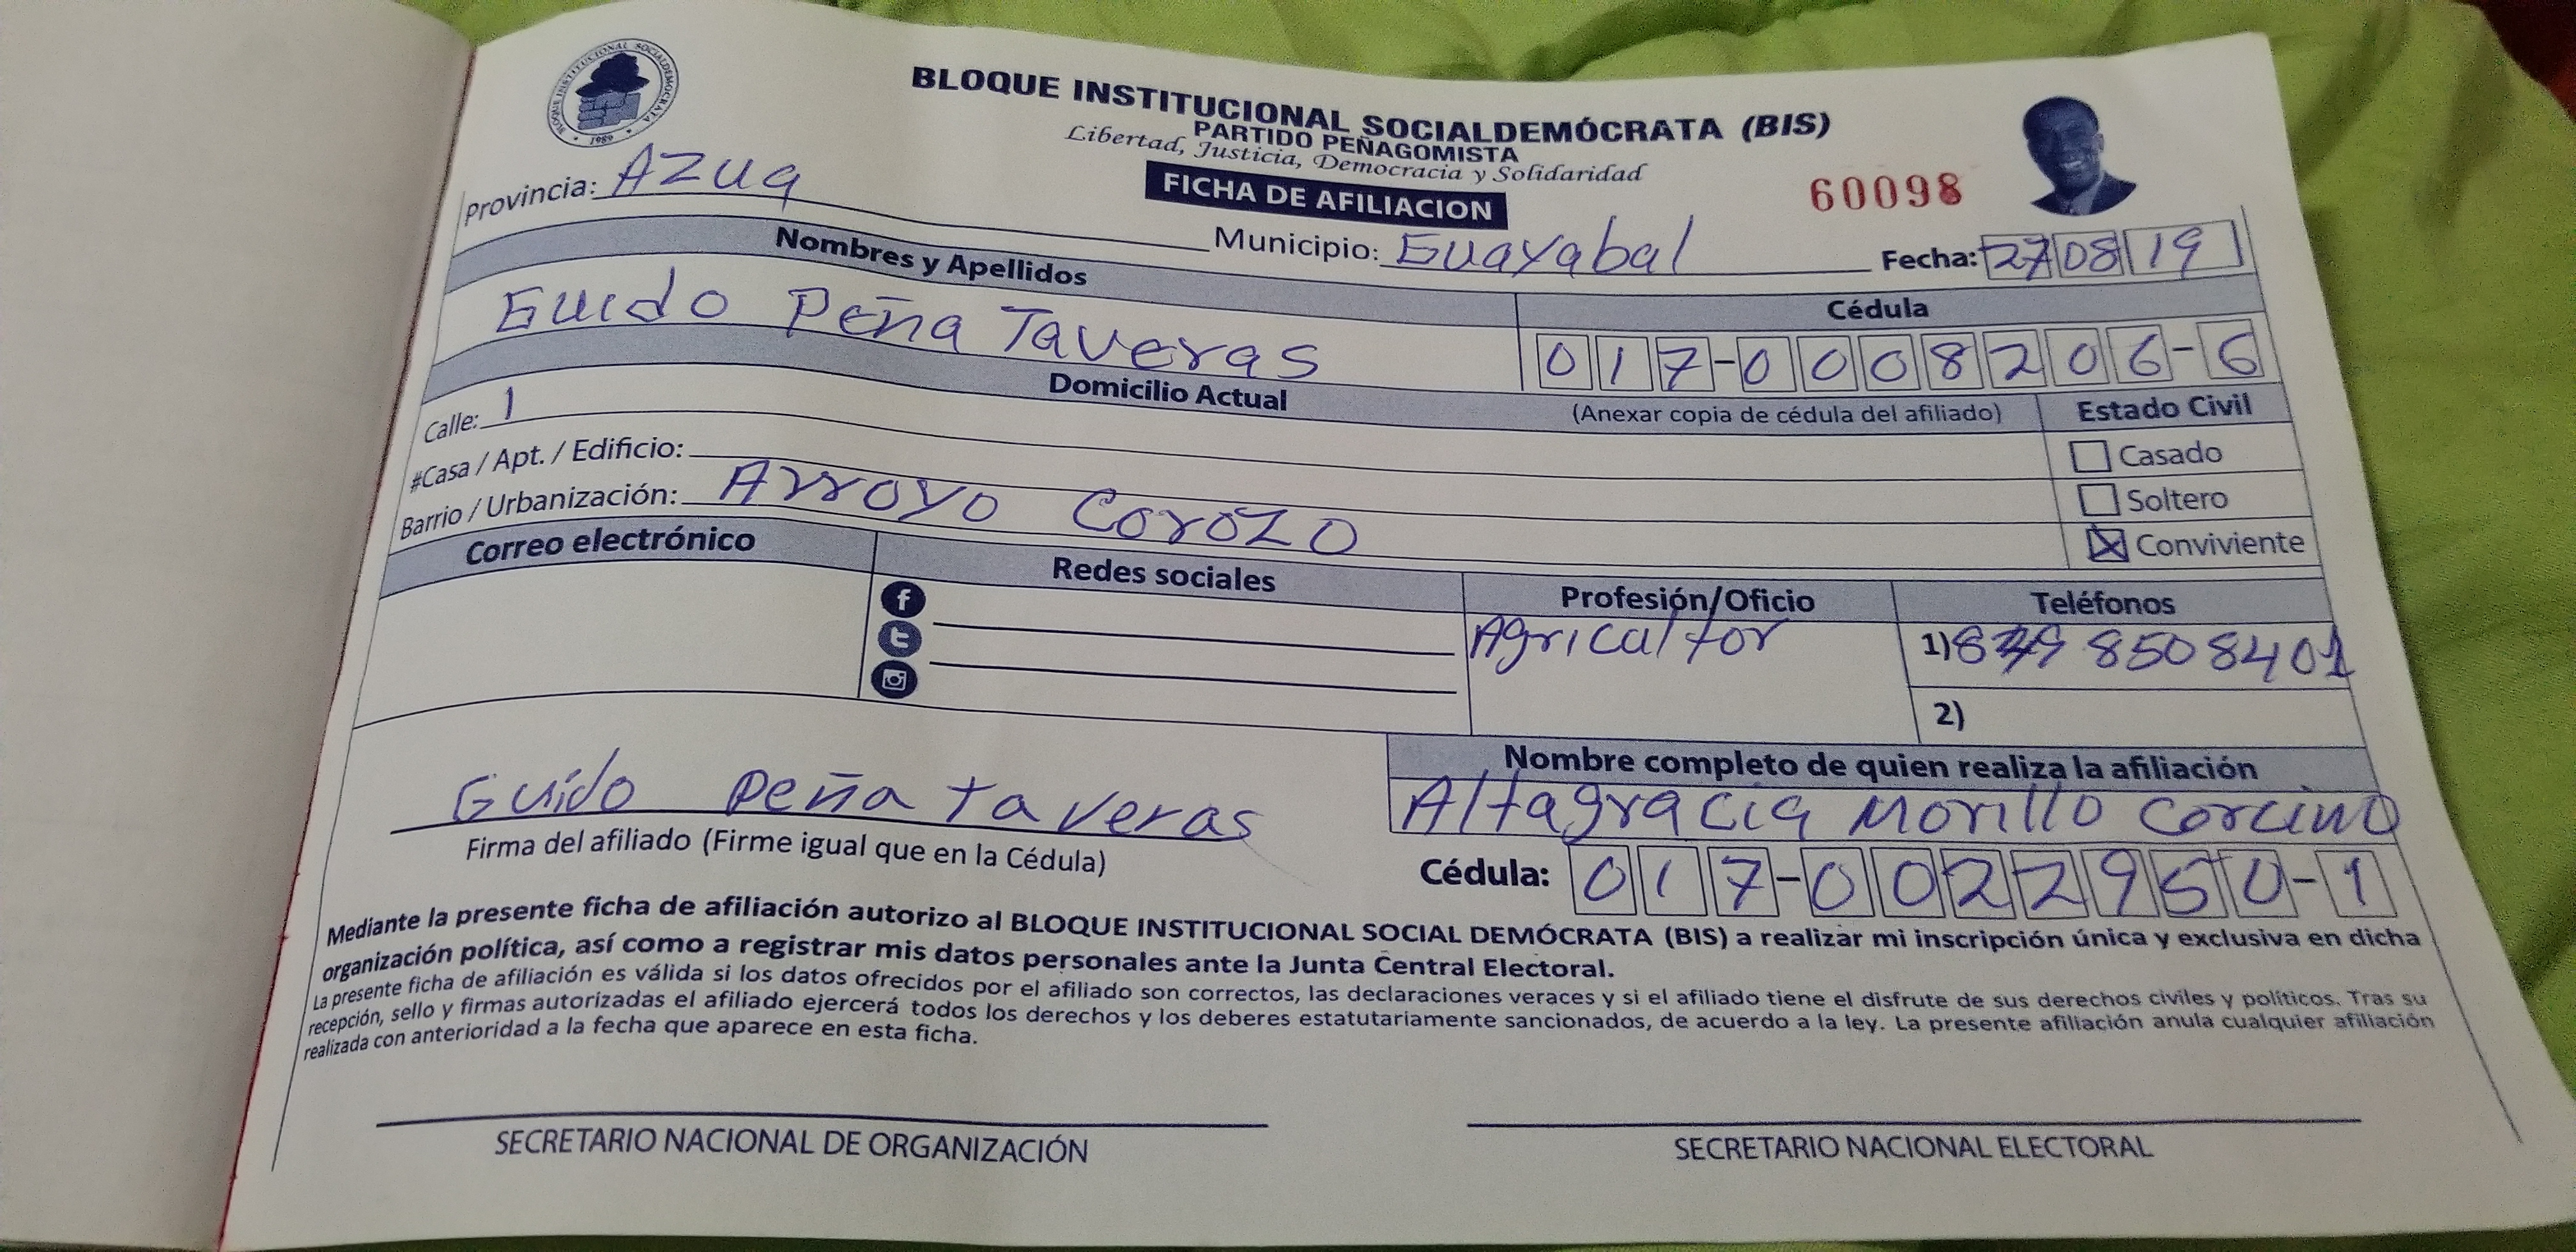 BLOQUE INSTITUCIONAL SOCIALDEMÓCRATA
1989
BLOQUE INSTITUCIONAL SOCIALDEMÓCRATA (BIS)
PARTIDO PEÑAGOMISTA
Libertad, Justicia, Democracia y Solidaridad
FICHA DE AFILIACION
60098
Provincia: Azua
Municipio: Guayabal
Fecha: 27 08 19
Nombres y Apellidos
Cédula
Guido Peña Taveras
017-0008206-6
Domicilio Actual
(Anexar copia de cédula del afiliado)
Estado Civil
Calle: 1
Casado
#Casa / Apt. / Edificio:
Soltero
Barrio / Urbanización: Arroyo Corozo
Conviviente
Correo electrónico
Redes sociales
Profesión/Oficio
Teléfonos
Agricaltor
1) 8508401
2)
Nombre completo de quien realiza la afiliación
Guido Peña taveras
Altagracia Morillo Corcino
Firma del afiliado (Firme igual que en la Cédula)
Cédula: 017-0022950-1
Mediante la presente ficha de afiliación autorizo al BLOQUE INSTITUCIONAL SOCIAL DEMÓCRATA (BIS) a realizar mi inscripción única y exclusiva en dicha
organización política, así como a registrar mis datos personales ante la Junta Central Electoral.
La presente ficha de afiliación es válida si los datos ofrecidos por el afiliado son correctos, las declaraciones veraces y si el afiliado tiene el disfrute de sus derechos civiles y políticos. Tras su
recepción, sello y firmas autorizadas el afiliado ejercerá todos los derechos y los deberes estatutariamente sancionados, de acuerdo a la ley. La presente afiliación anula cualquier afiliación
realizada con anterioridad a la fecha que aparece en esta ficha.
SECRETARIO NACIONAL DE ORGANIZACIÓN
SECRETARIO NACIONAL ELECTORAL